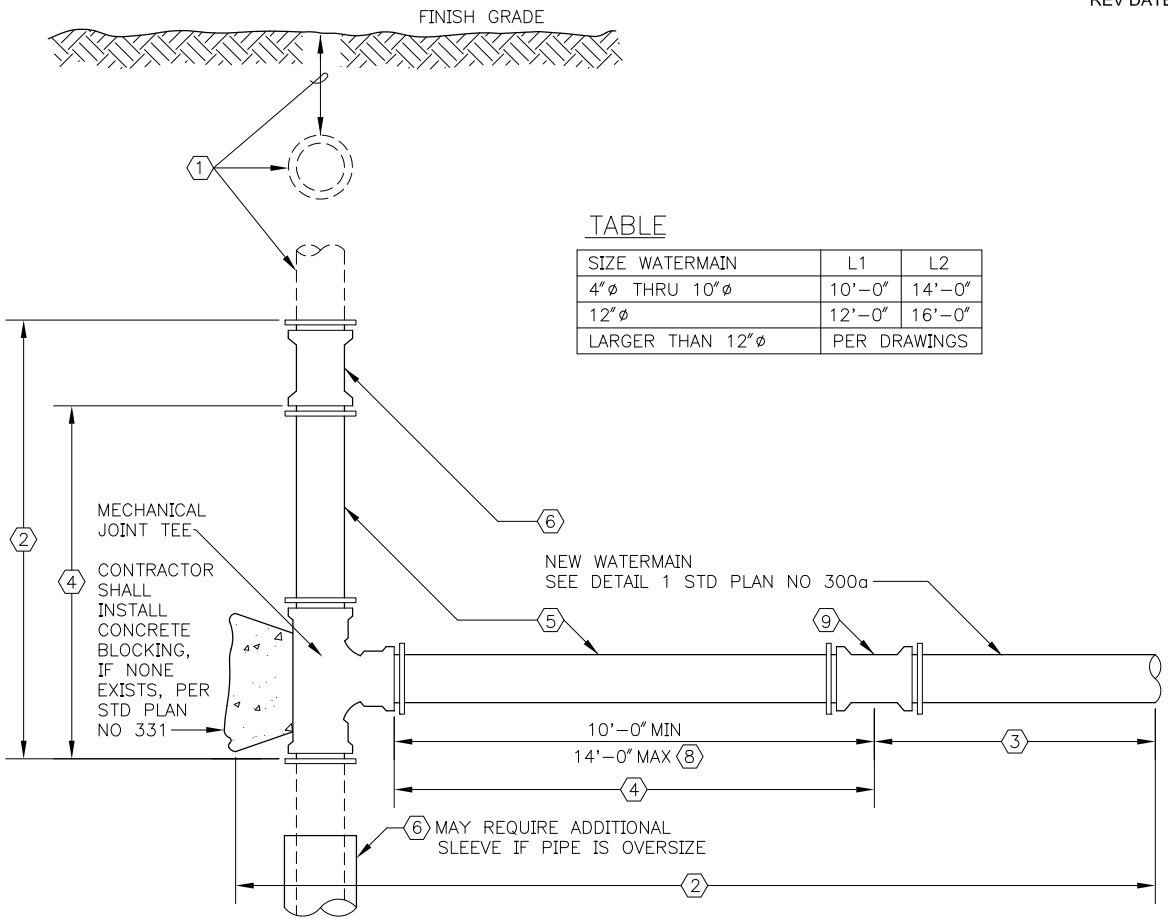 REV DATE
FINISH GRADE
1
TABLE
SIZE WATERMAIN L1 L2
4"ø THRU 10"ø 10'-0" 14'-0"
12"ø 12'-0" 16'-0"
LARGER THAN 12"ø PER DRAWINGS
2
4
6
MECHANICAL
JOINT TEE
CONTRACTOR
SHALL
INSTALL
CONCRETE
BLOCKING,
IF NONE
EXISTS, PER
STD PLAN
NO 331
NEW WATERMAIN
SEE DETAIL 1 STD PLAN NO 300a
5
9
10'-0" MIN
14'-0" MAX 8
3
4
6 MAY REQUIRE ADDITIONAL
SLEEVE IF PIPE IS OVERSIZE
2